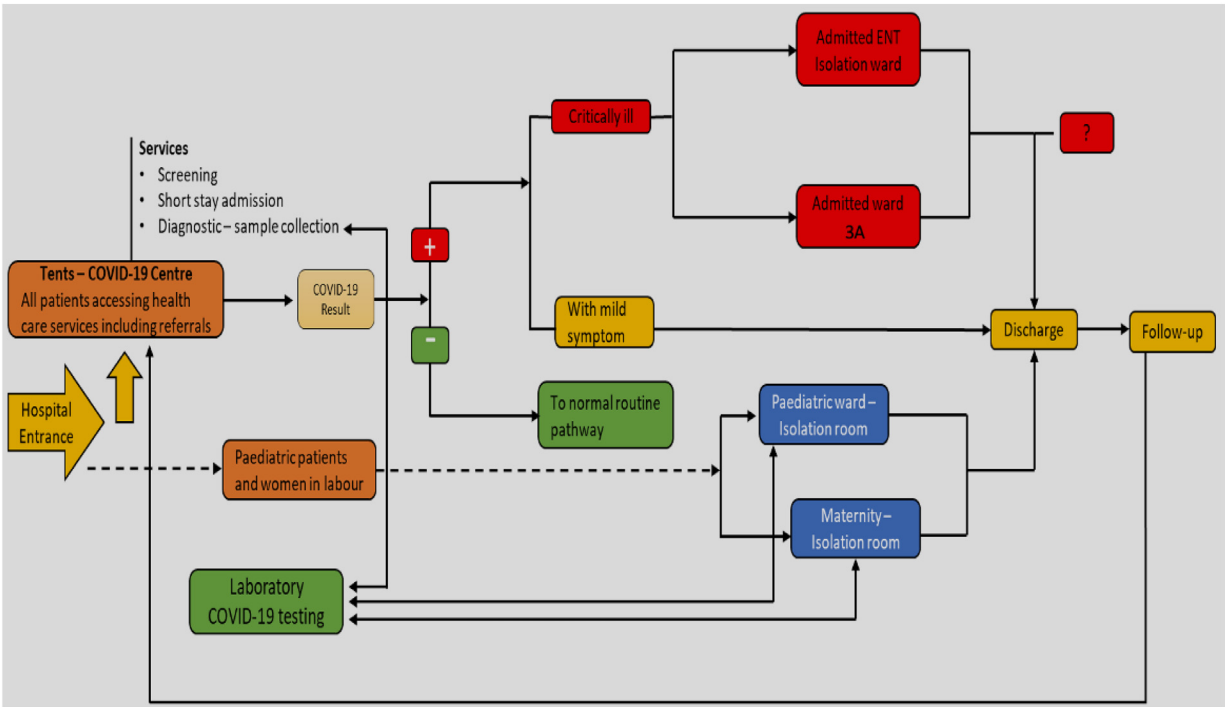 Services
• Screening
• Short stay admission
• Diagnostic – sample collection
Tents – COVID-19 Centre
All patients accessing health
care services including referrals
Hospital
Entrance
COVID-19
Result
+
-
Critically ill
Admitted ENT
Isolation ward
Admitted ward
3A
?
With mild
symptom
Discharge
Follow-up
To normal routine
pathway
Paediatric patients
and women in labour
Paediatric ward –
Isolation room
Maternity –
Isolation room
Laboratory
COVID-19 testing